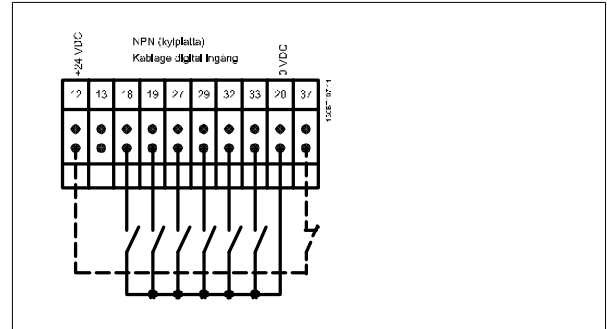 +24 VDC
NPN (kylplatta)
Kablage digital ingång
0 VDC
12 13 18 19 27 29 32 33 20 37